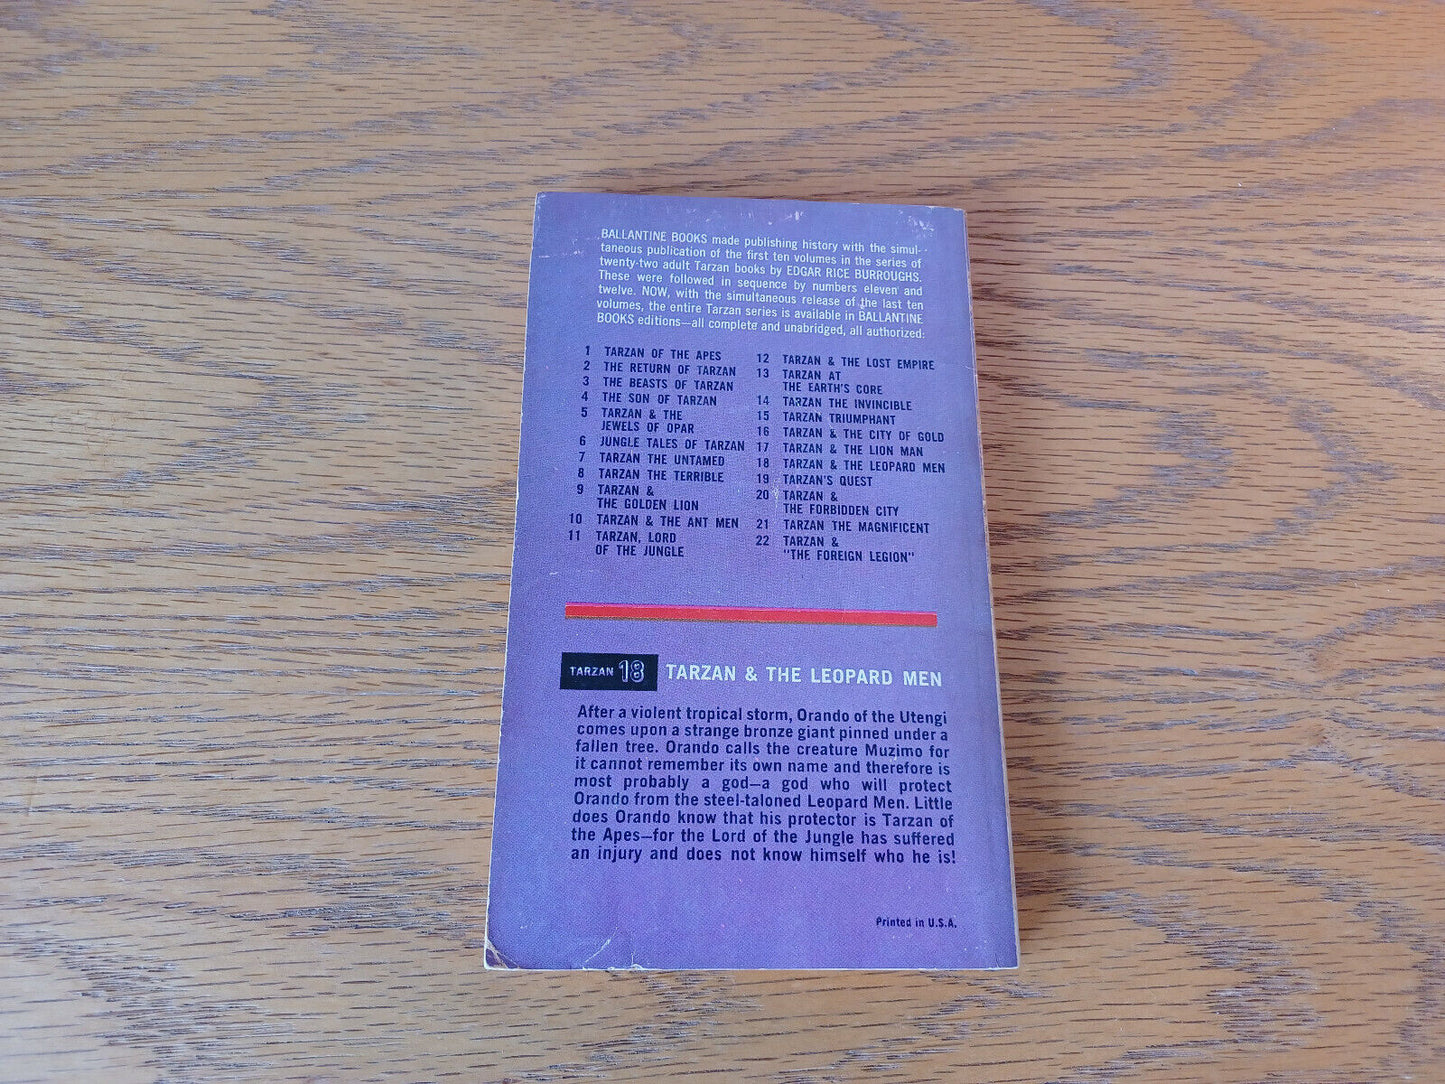 BALLANTINE BOOKS made publishing history with the simul-
taneous publication of the first ten volumes in the series of
twenty-two adult Tarzan books by EDGAR RICE BURROUGHS.
These were followed in sequence by numbers eleven and
twelve. NOW, with the simultaneous release of the last ten
volumes, the entire Tarzan series is available in BALLANTINE
BOOKS editions—all complete and unabridged, all authorized:
1 TARZAN OF THE APES
2 THE RETURN OF TARZAN
3 THE BEASTS OF TARZAN
4 THE SON OF TARZAN
5 TARZAN & THE
JEWELS OF OPAR
6 JUNGLE TALES OF TARZAN
7 TARZAN THE UNTAMED
8 TARZAN THE TERRIBLE
9 TARZAN &
THE GOLDEN LION
10 TARZAN & THE ANT MEN
11 TARZAN, LORD
OF THE JUNGLE
12 TARZAN & THE LOST EMPIRE
13 TARZAN AT
THE EARTH'S CORE
14 TARZAN THE INVINCIBLE
15 TARZAN TRIUMPHANT
16 TARZAN & THE CITY OF GOLD
17 TARZAN & THE LION MAN
18 TARZAN & THE LEOPARD MEN
19 TARZAN'S QUEST
20 TARZAN &
THE FORBIDDEN CITY
21 TARZAN THE MAGNIFICENT
22 TARZAN &
"THE FOREIGN LEGION"
TARZAN 18 TARZAN & THE LEOPARD MEN
After a violent tropical storm, Orando of the Utengi
comes upon a strange bronze giant pinned under a
fallen tree. Orando calls the creature Muzimo for
it cannot remember its own name and therefore is
most probably a god—a god who will protect
Orando from the steel-taloned Leopard Men. Little
does Orando know that his protector is Tarzan of
the Apes—for the Lord of the Jungle has suffered
an injury and does not know himself who he is!
Printed in U.S.A.